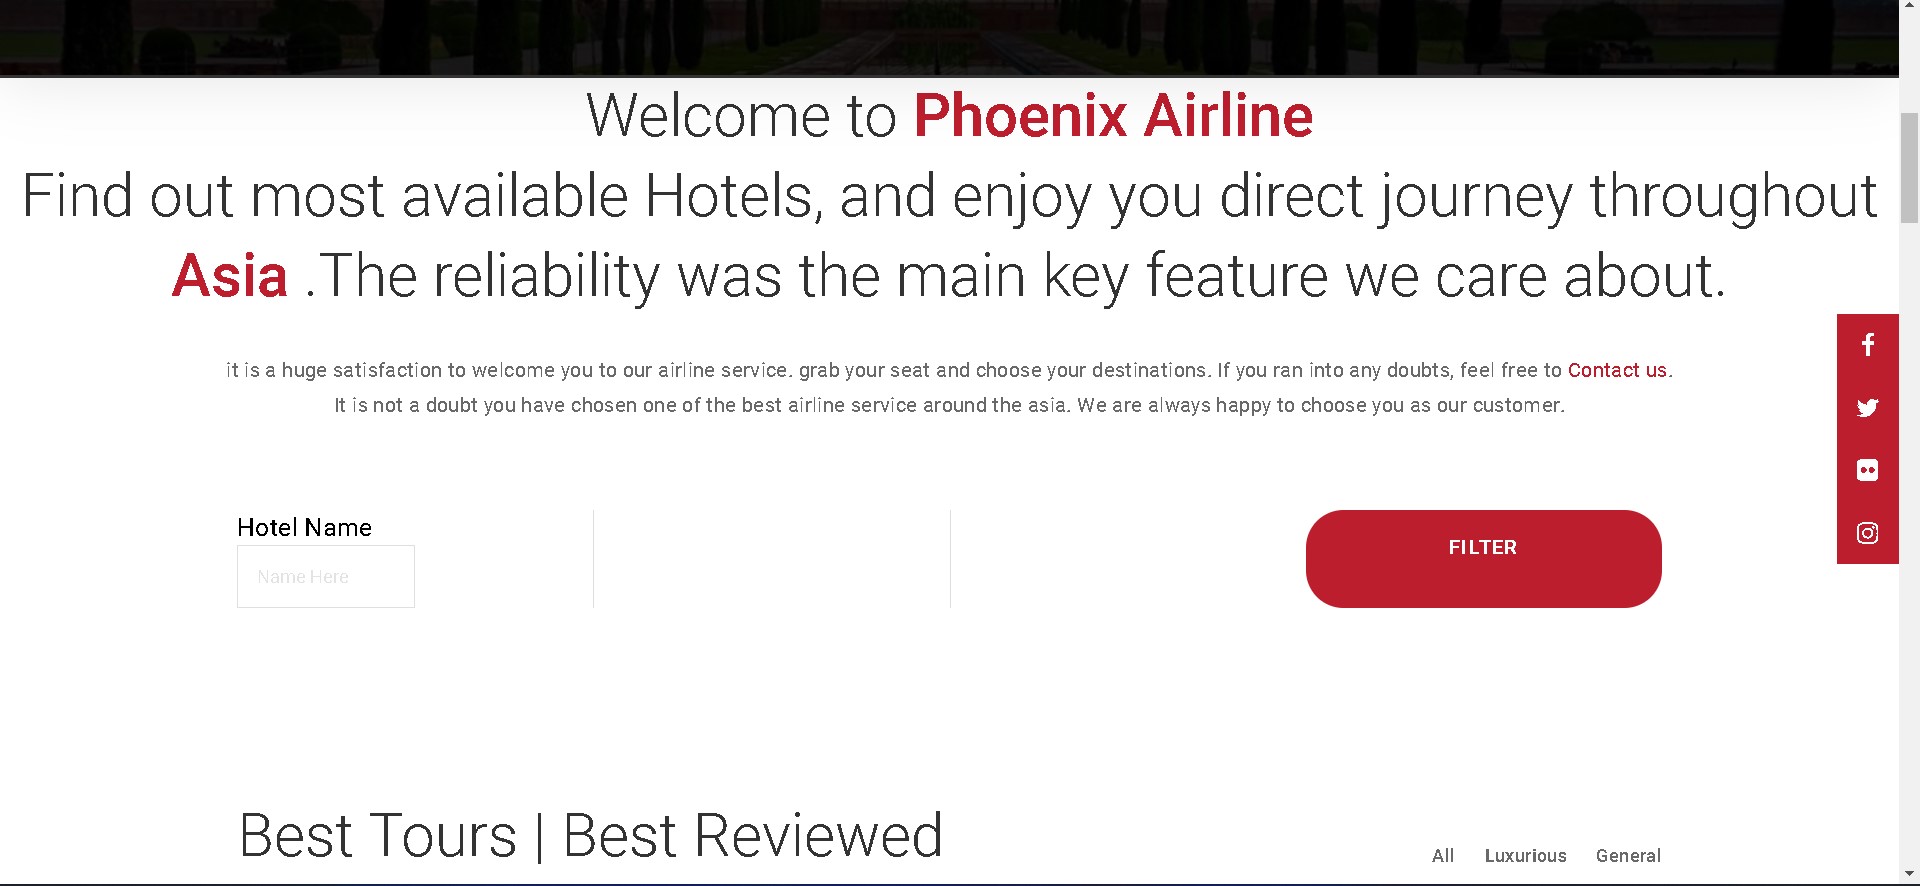 Welcome to Phoenix Airline
Find out most available Hotels, and enjoy you direct journey throughout
Asia .The reliability was the main key feature we care about.
it is a huge satisfaction to welcome you to our airline service. grab your seat and choose your destinations. If you ran into any doubts, feel free to Contact us.
It is not a doubt you have chosen one of the best airline service around the asia. We are always happy to choose you as our customer.
Hotel Name
Name Here
FILTER
Best Tours | Best Reviewed
All Luxurious General